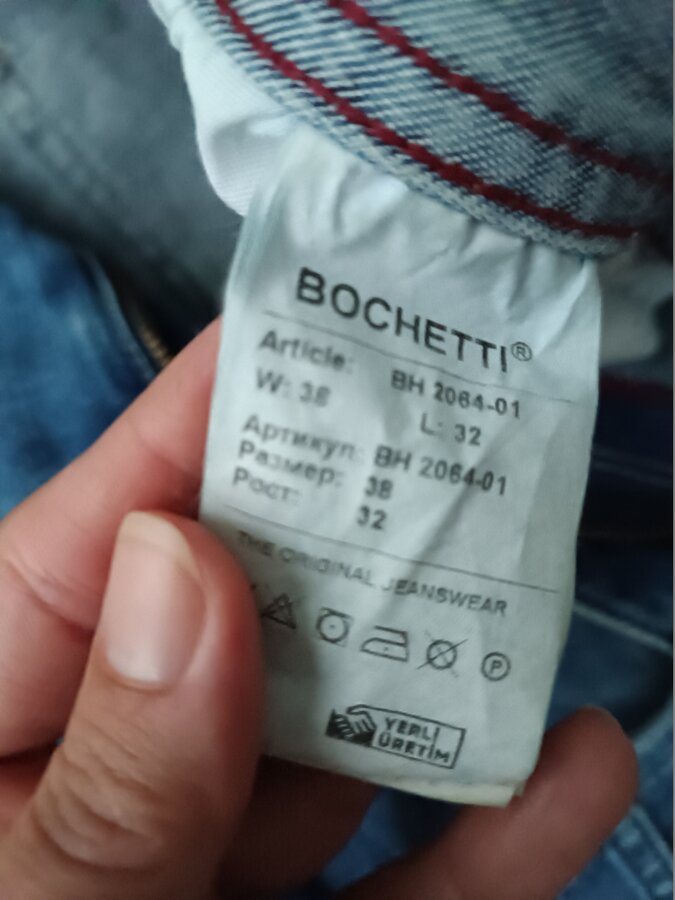 BOCHETTI®
Article: BH 2064-01
W: 38 L: 32
Артикул: BH 2064-01
Размер: 38
Рост: 32
THE ORIGINAL JEANSWEAR
P
YERLİ
ÜRETİM